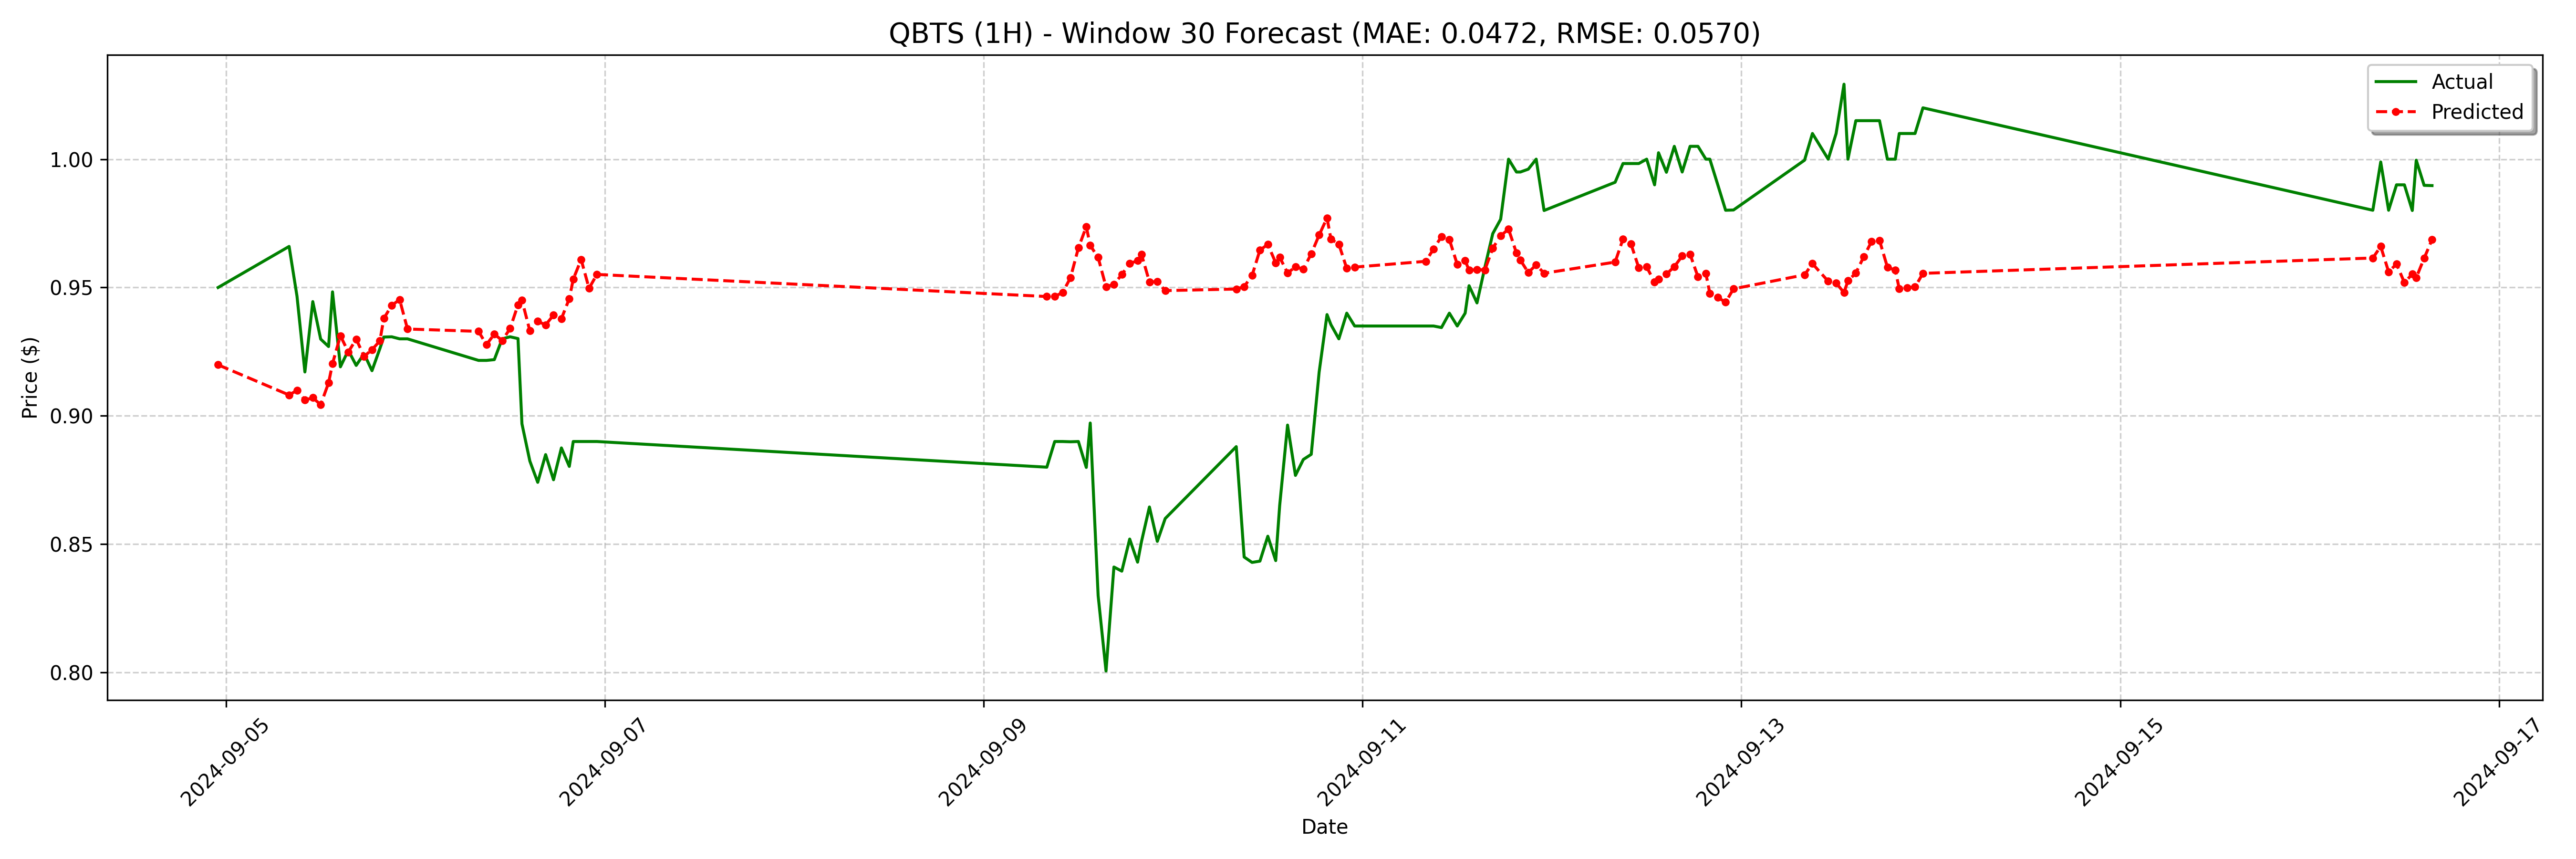 QBTS (1H) - Window 30 Forecast (MAE: 0.0472, RMSE: 0.0570)
Actual
Predicted
Price ($)
1.00
0.95
0.90
0.85
0.80
2024-09-05
2024-09-07
2024-09-09
2024-09-11
2024-09-13
2024-09-15
2024-09-17
Date